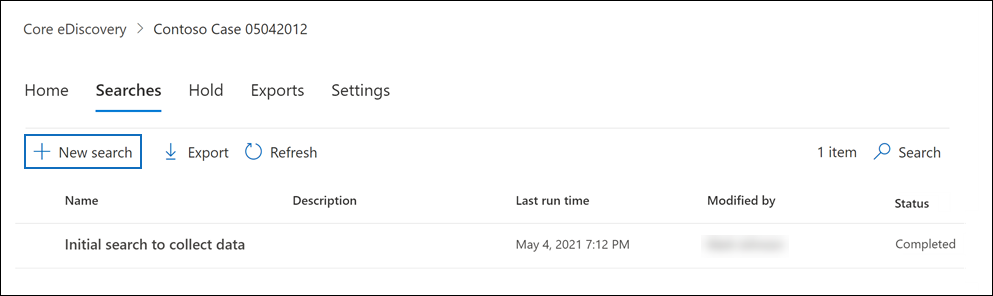 Core eDiscovery > Contoso Case 05042012
Home Searches Hold Exports Settings
New search Export Refresh 1 item Search
Name Description Last run time Modified by Status
Initial search to collect data May 4, 2021 7:12 PM Completed